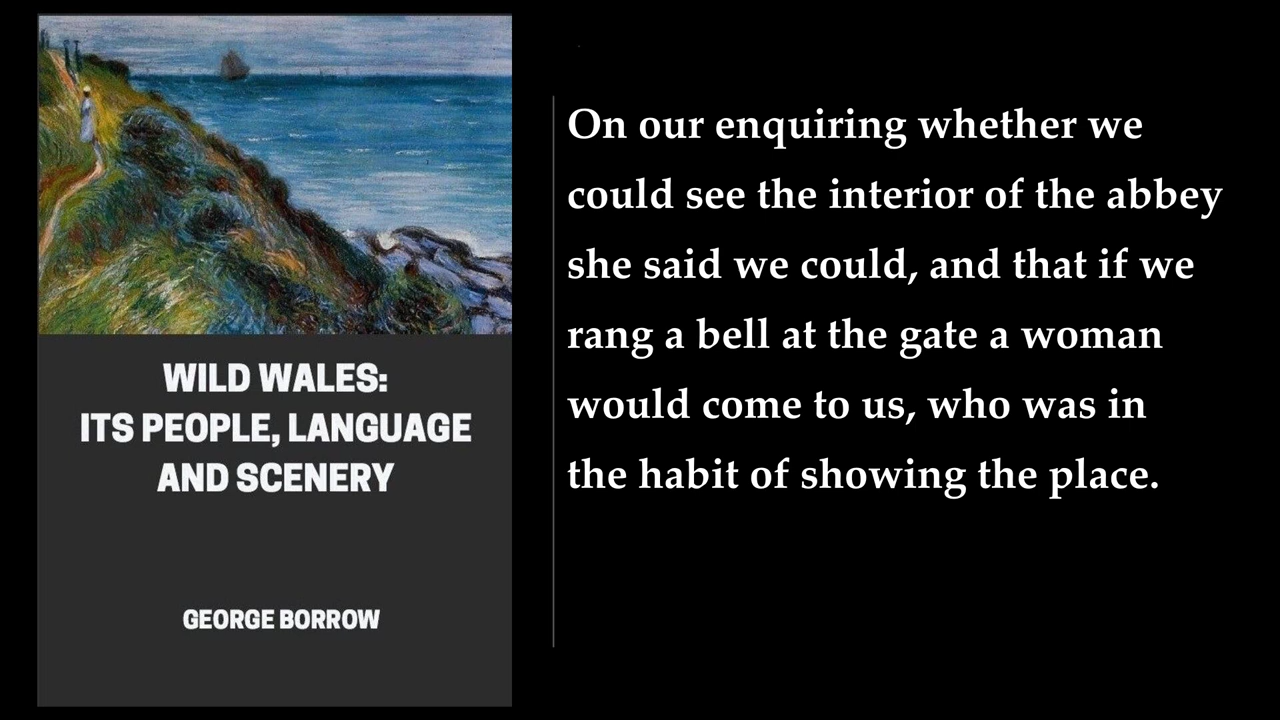 WILD WALES:
ITS PEOPLE, LANGUAGE
AND SCENERY
GEORGE BORROW
On our enquiring whether we
could see the interior of the abbey
she said we could, and that if we
rang a bell at the gate a woman
would come to us, who was in
the habit of showing the place.